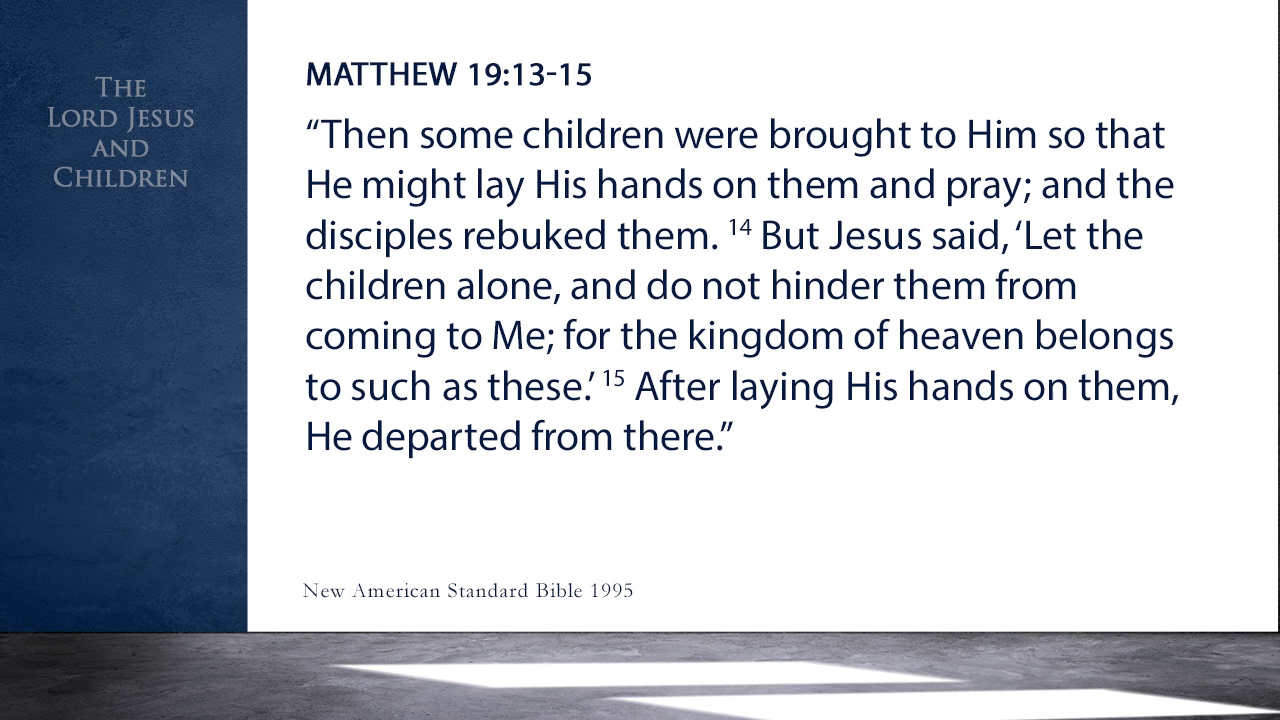 The
Lord Jesus
and
Children
MATTHEW 19:13-15
“Then some children were brought to Him so that
He might lay His hands on them and pray; and the
disciples rebuked them. 14 But Jesus said, ‘Let the
children alone, and do not hinder them from
coming to Me; for the kingdom of heaven belongs
to such as these.’ 15 After laying His hands on them,
He departed from there.”
New American Standard Bible 1995